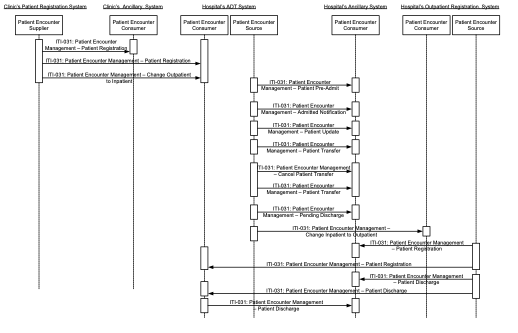 Clinic's Patient Registration System
Clinic's Ancillary System
Hospital's ADT System
Hospital's Ancillary System
Hospital's Outpatient Registration System
Patient Encounter
Supplier
Patient Encounter
Consumer
Patient Encounter
Consumer
Patient Encounter
Source
Patient Encounter
Consumer
Patient Encounter
Consumer
Patient Encounter
Source
ITI-031: Patient Encounter
Management – Patient Registration
ITI-031: Patient Encounter Management – Patient Registration
ITI-031: Patient Encounter Management – Change Outpatient
to Inpatient
ITI-031: Patient Encounter
Management – Patient Pre-Admit
ITI-031: Patient Encounter
Management – Admitted Notification
ITI-031: Patient Encounter
Management – Patient Update
ITI-031: Patient Encounter
Management – Patient Transfer
ITI-031: Patient Encounter Management
– Cancel Patient Transfer
ITI-031: Patient Encounter
Management – Patient Transfer
ITI-031: Patient Encounter
Management – Pending Discharge
ITI-031: Patient Encounter Management –
Change Inpatient to Outpatient
ITI-031: Patient Encounter Management
– Patient Registration
ITI-031: Patient Encounter Management – Patient Registration
ITI-031: Patient Encounter Management
– Patient Discharge
ITI-031: Patient Encounter Management – Patient Discharge
ITI-031: Patient Encounter Management
– Patient Discharge